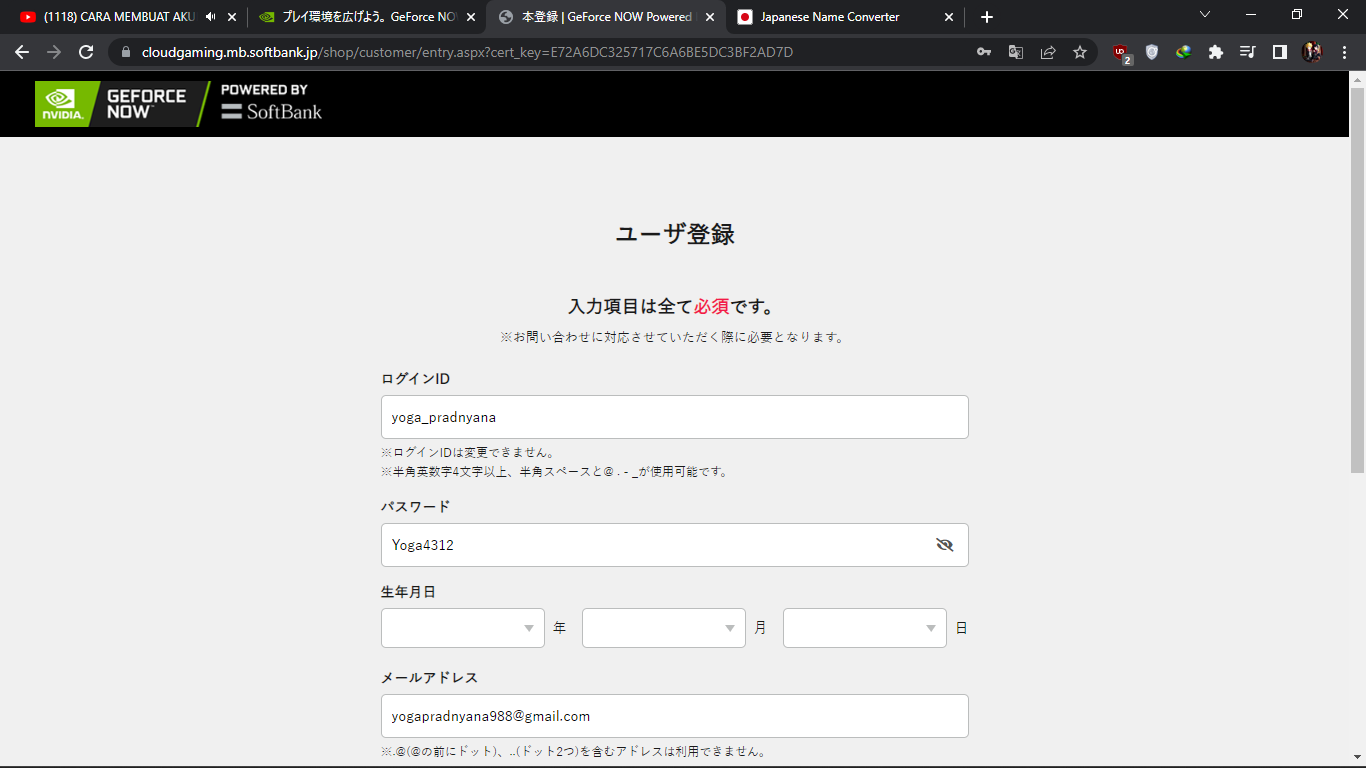 (1118) CARA MEMBUAT AKU
プレイ環境を広げよう。GeForce NO
本登録 | GeForce NOW Powered
Japanese Name Converter
cloudgaming.mb.softbank.jp/shop/customer/entry.aspx?cert_key=E72A6DC325717C6A6BE5DC3BF2AD7D
2
NVIDIA.
GEFORCE
NOW
POWERED BY
SoftBank
ユーザ登録
入力項目は全て必須です。
※お問い合わせに対応させていただく際に必要となります。
ログインID
yoga_pradnyana
※ログインIDは変更できません。
※半角英数字4文字以上、半角スペースと@ . - _が使用可能です。
パスワード
Yoga4312
生年月日
年 月 日
メールアドレス
yogapradnyana988@gmail.com
※.@(@の前にドット)、..(ドット2つ)を含むアドレスは利用できません。